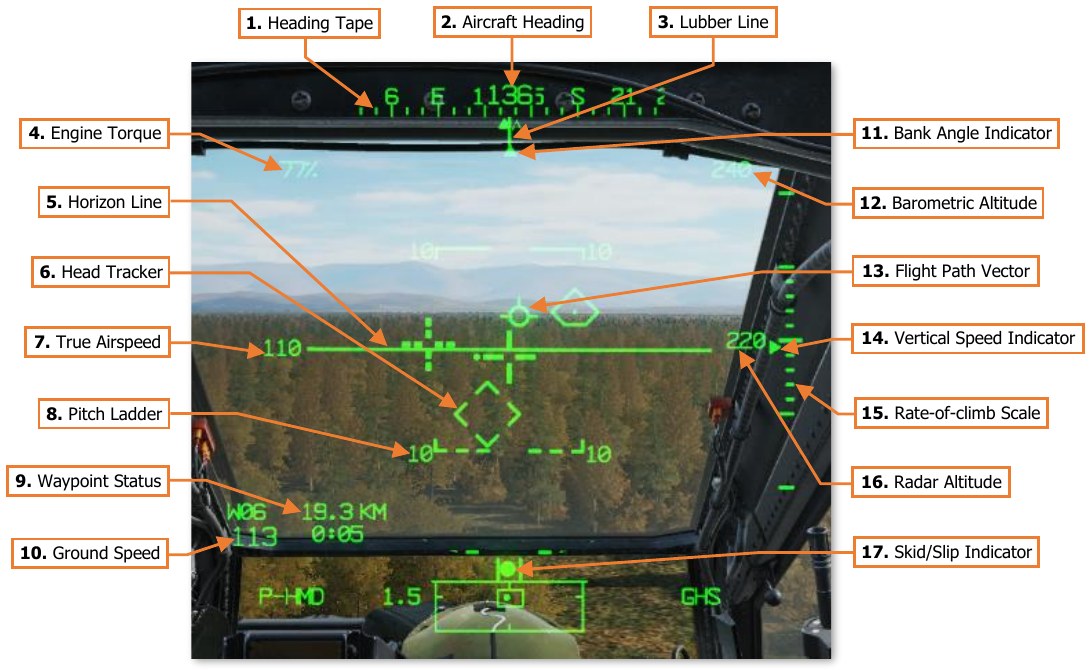 1. Heading Tape
2. Aircraft Heading
3. Lubber Line
6 E 136 S 21
4. Engine Torque
11. Bank Angle Indicator
77%
240
5. Horizon Line
12. Barometric Altitude
10 10
6. Head Tracker
13. Flight Path Vector
7. True Airspeed
110
220
14. Vertical Speed Indicator
8. Pitch Ladder
15. Rate-of-climb Scale
10 10
9. Waypoint Status
16. Radar Altitude
W06 19.3 KM
113 0:05
10. Ground Speed
17. Skid/Slip Indicator
P-HMD 1.5 GHS